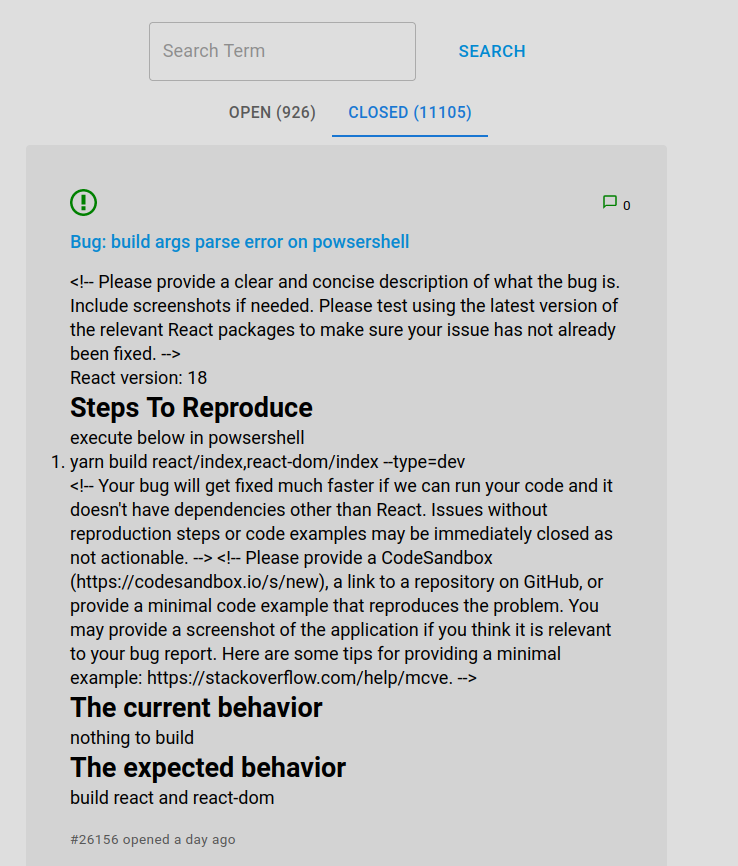 Search Term
SEARCH
OPEN (926)
CLOSED (11105)
0
Bug: build args parse error on powsershell
<!-- Please provide a clear and concise description of what the bug is.
Include screenshots if needed. Please test using the latest version of
the relevant React packages to make sure your issue has not already
been fixed. -->
React version: 18
Steps To Reproduce
execute below in powsershell
1. yarn build react/index,react-dom/index --type=dev
<!-- Your bug will get fixed much faster if we can run your code and it
doesn't have dependencies other than React. Issues without
reproduction steps or code examples may be immediately closed as
not actionable. --> <!-- Please provide a CodeSandbox
(https://codesandbox.io/s/new), a link to a repository on GitHub, or
provide a minimal code example that reproduces the problem. You
may provide a screenshot of the application if you think it is relevant
to your bug report. Here are some tips for providing a minimal
example: https://stackoverflow.com/help/mcve. -->
The current behavior
nothing to build
The expected behavior
build react and react-dom
#26156 opened a day ago